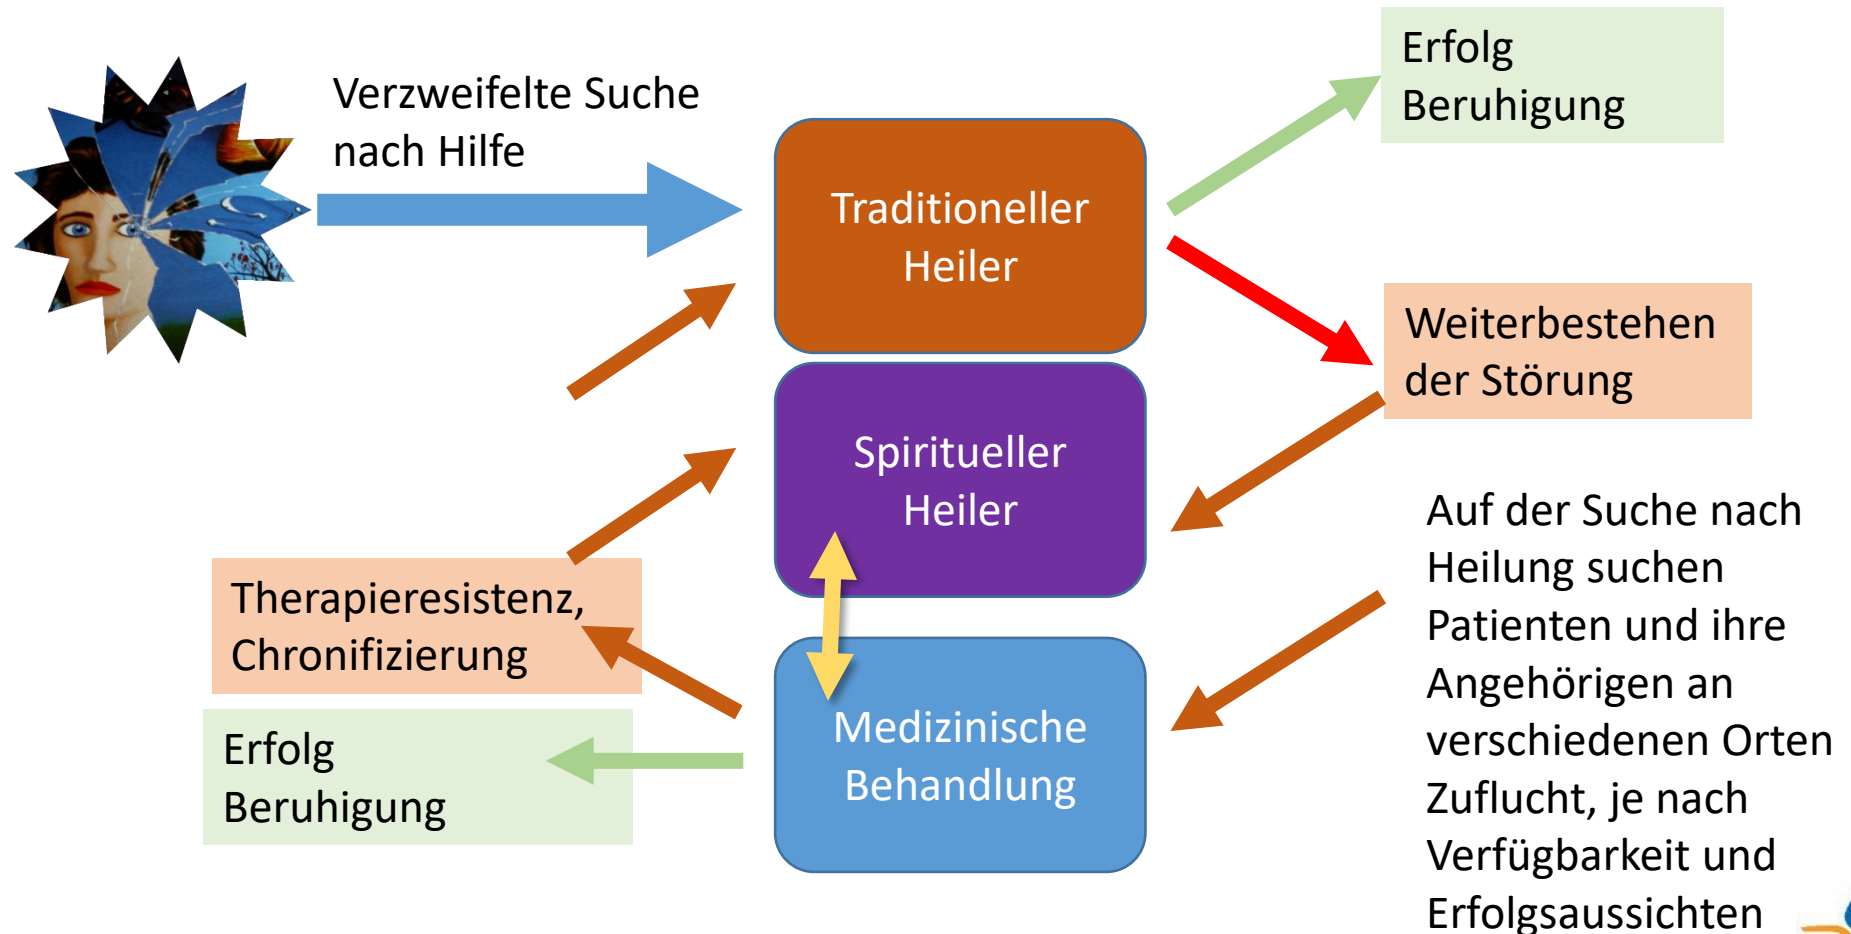 Verzweifelte Suche
nach Hilfe
Traditioneller
Heiler
Erfolg
Beruhigung
Weiterbestehen
der Störung
Spiritueller
Heiler
Therapieresistenz,
Chronifizierung
Erfolg
Beruhigung
Medizinische
Behandlung
Auf der Suche nach
Heilung suchen
Patienten und ihre
Angehörigen an
verschiedenen Orten
Zuflucht, je nach
Verfügbarkeit und
Erfolgsaussichten